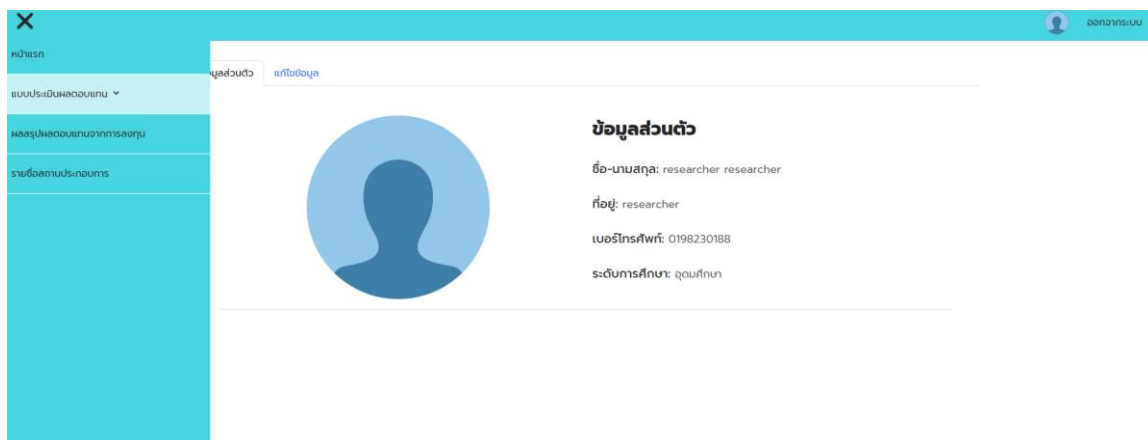 ออกจากระบบ
หน้าแรก
แบบประเมินผลตอบแทน
ผลสรุปผลตอบแทนจากการลงทุน
รายชื่อสถานประกอบการ
มูลส่วนตัว แก้ไขข้อมูล
ข้อมูลส่วนตัว
ชื่อ-นามสกุล: researcher researcher
ที่อยู่: researcher
เบอร์โทรศัพท์: 0198230188
ระดับการศึกษา: อุดมศึกษา